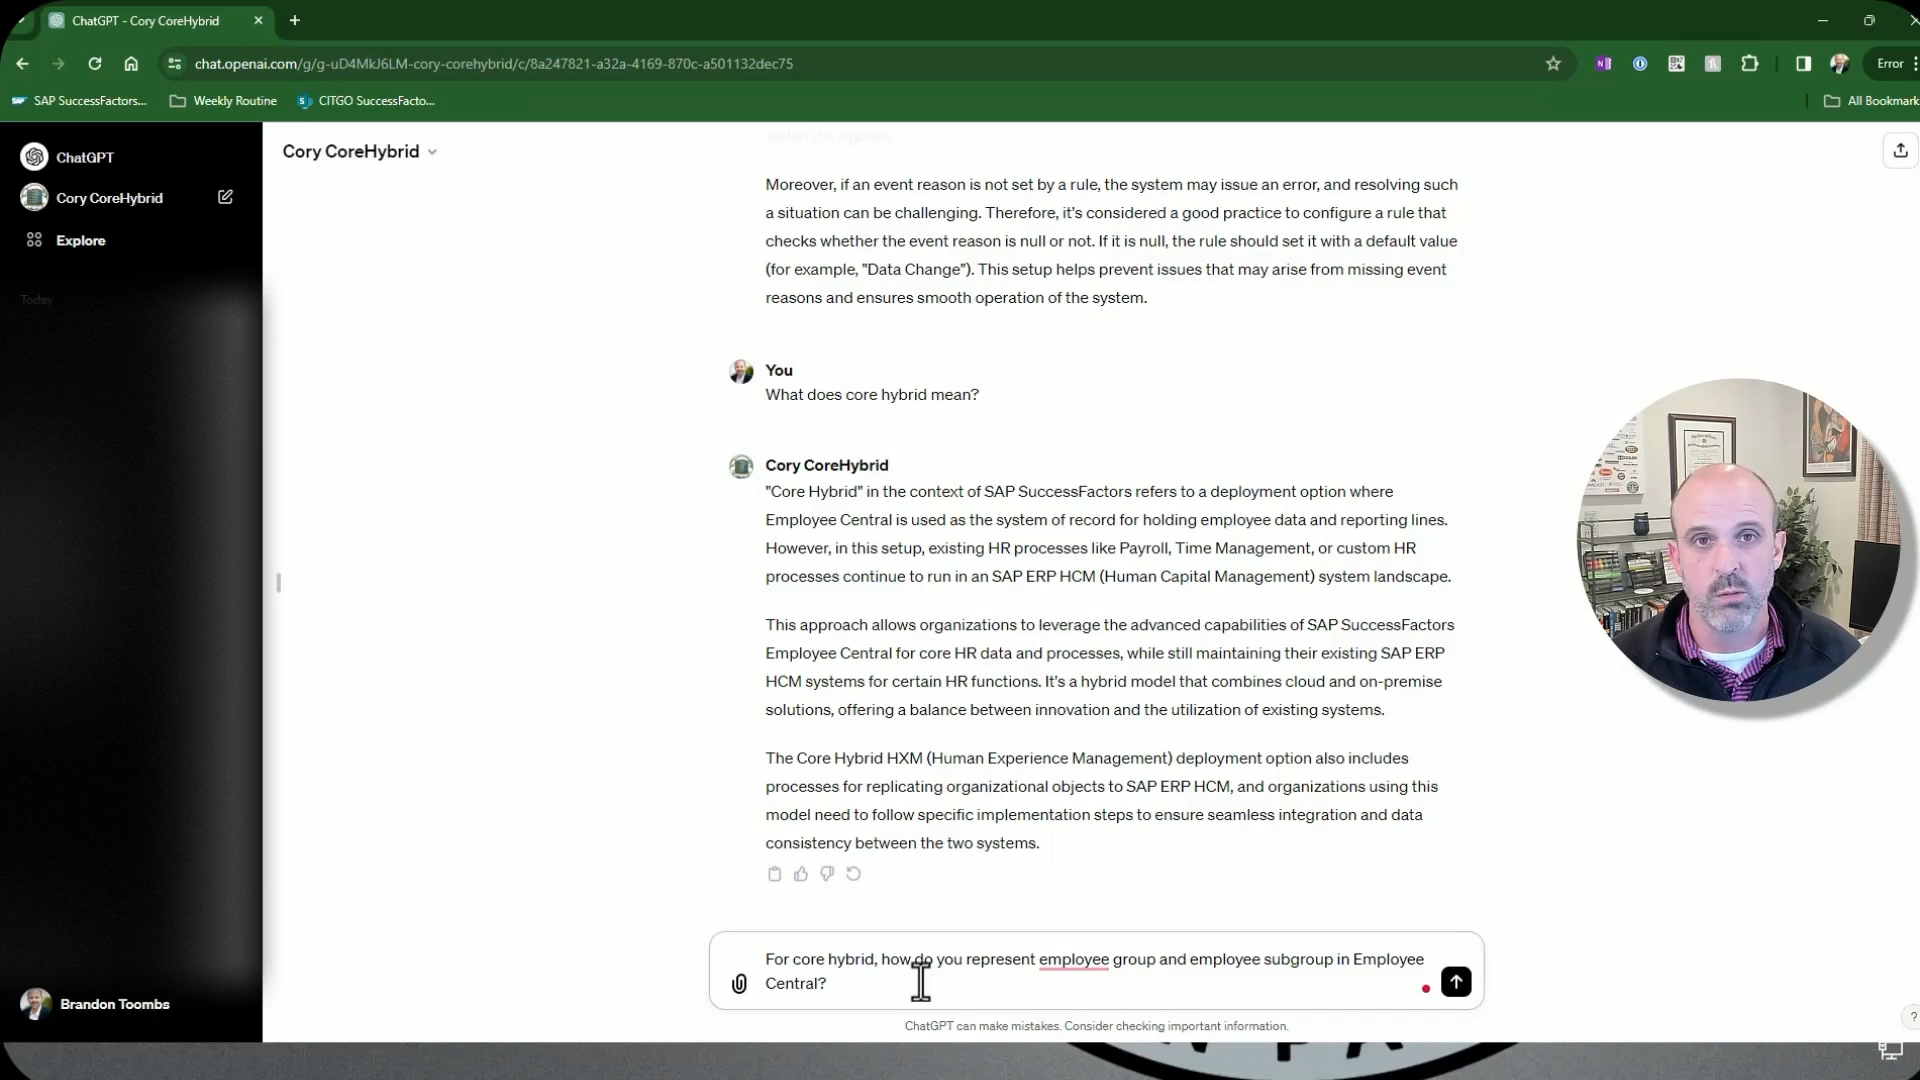 ChatGPT - Cory CoreHybrid
chat.openai.com/g/g-uD4MkJ6LM-cory-corehybrid/c/8a247821-a32a-4169-870c-a501132dec75
Error
SAP SuccessFactors...
Weekly Routine
CITGO SuccessFacto...
All Bookmark
ChatGPT
Cory CoreHybrid
Explore
Today
Brandon Toombs
Cory CoreHybrid
Moreover, if an event reason is not set by a rule, the system may issue an error, and resolving such
a situation can be challenging. Therefore, it's considered a good practice to configure a rule that
checks whether the event reason is null or not. If it is null, the rule should set it with a default value
(for example, "Data Change"). This setup helps prevent issues that may arise from missing event
reasons and ensures smooth operation of the system.
You
What does core hybrid mean?
Cory CoreHybrid
"Core Hybrid" in the context of SAP SuccessFactors refers to a deployment option where
Employee Central is used as the system of record for holding employee data and reporting lines.
However, in this setup, existing HR processes like Payroll, Time Management, or custom HR
processes continue to run in an SAP ERP HCM (Human Capital Management) system landscape.
This approach allows organizations to leverage the advanced capabilities of SAP SuccessFactors
Employee Central for core HR data and processes, while still maintaining their existing SAP ERP
HCM systems for certain HR functions. It's a hybrid model that combines cloud and on-premise
solutions, offering a balance between innovation and the utilization of existing systems.
The Core Hybrid HXM (Human Experience Management) deployment option also includes
processes for replicating organizational objects to SAP ERP HCM, and organizations using this
model need to follow specific implementation steps to ensure seamless integration and data
consistency between the two systems.
For core hybrid, how do you represent employee group and employee subgroup in Employee
Central?
ChatGPT can make mistakes. Consider checking important information.
?